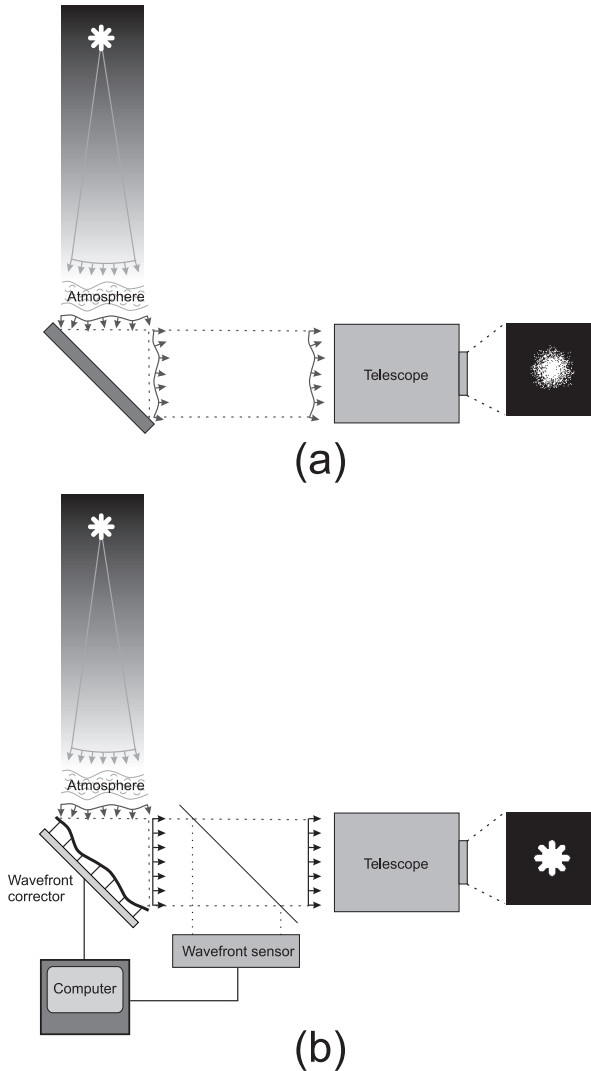 Atmosphere
Telescope
(a)
Atmosphere
Telescope
Wavefront
corrector
Wavefront sensor
Computer
(b)